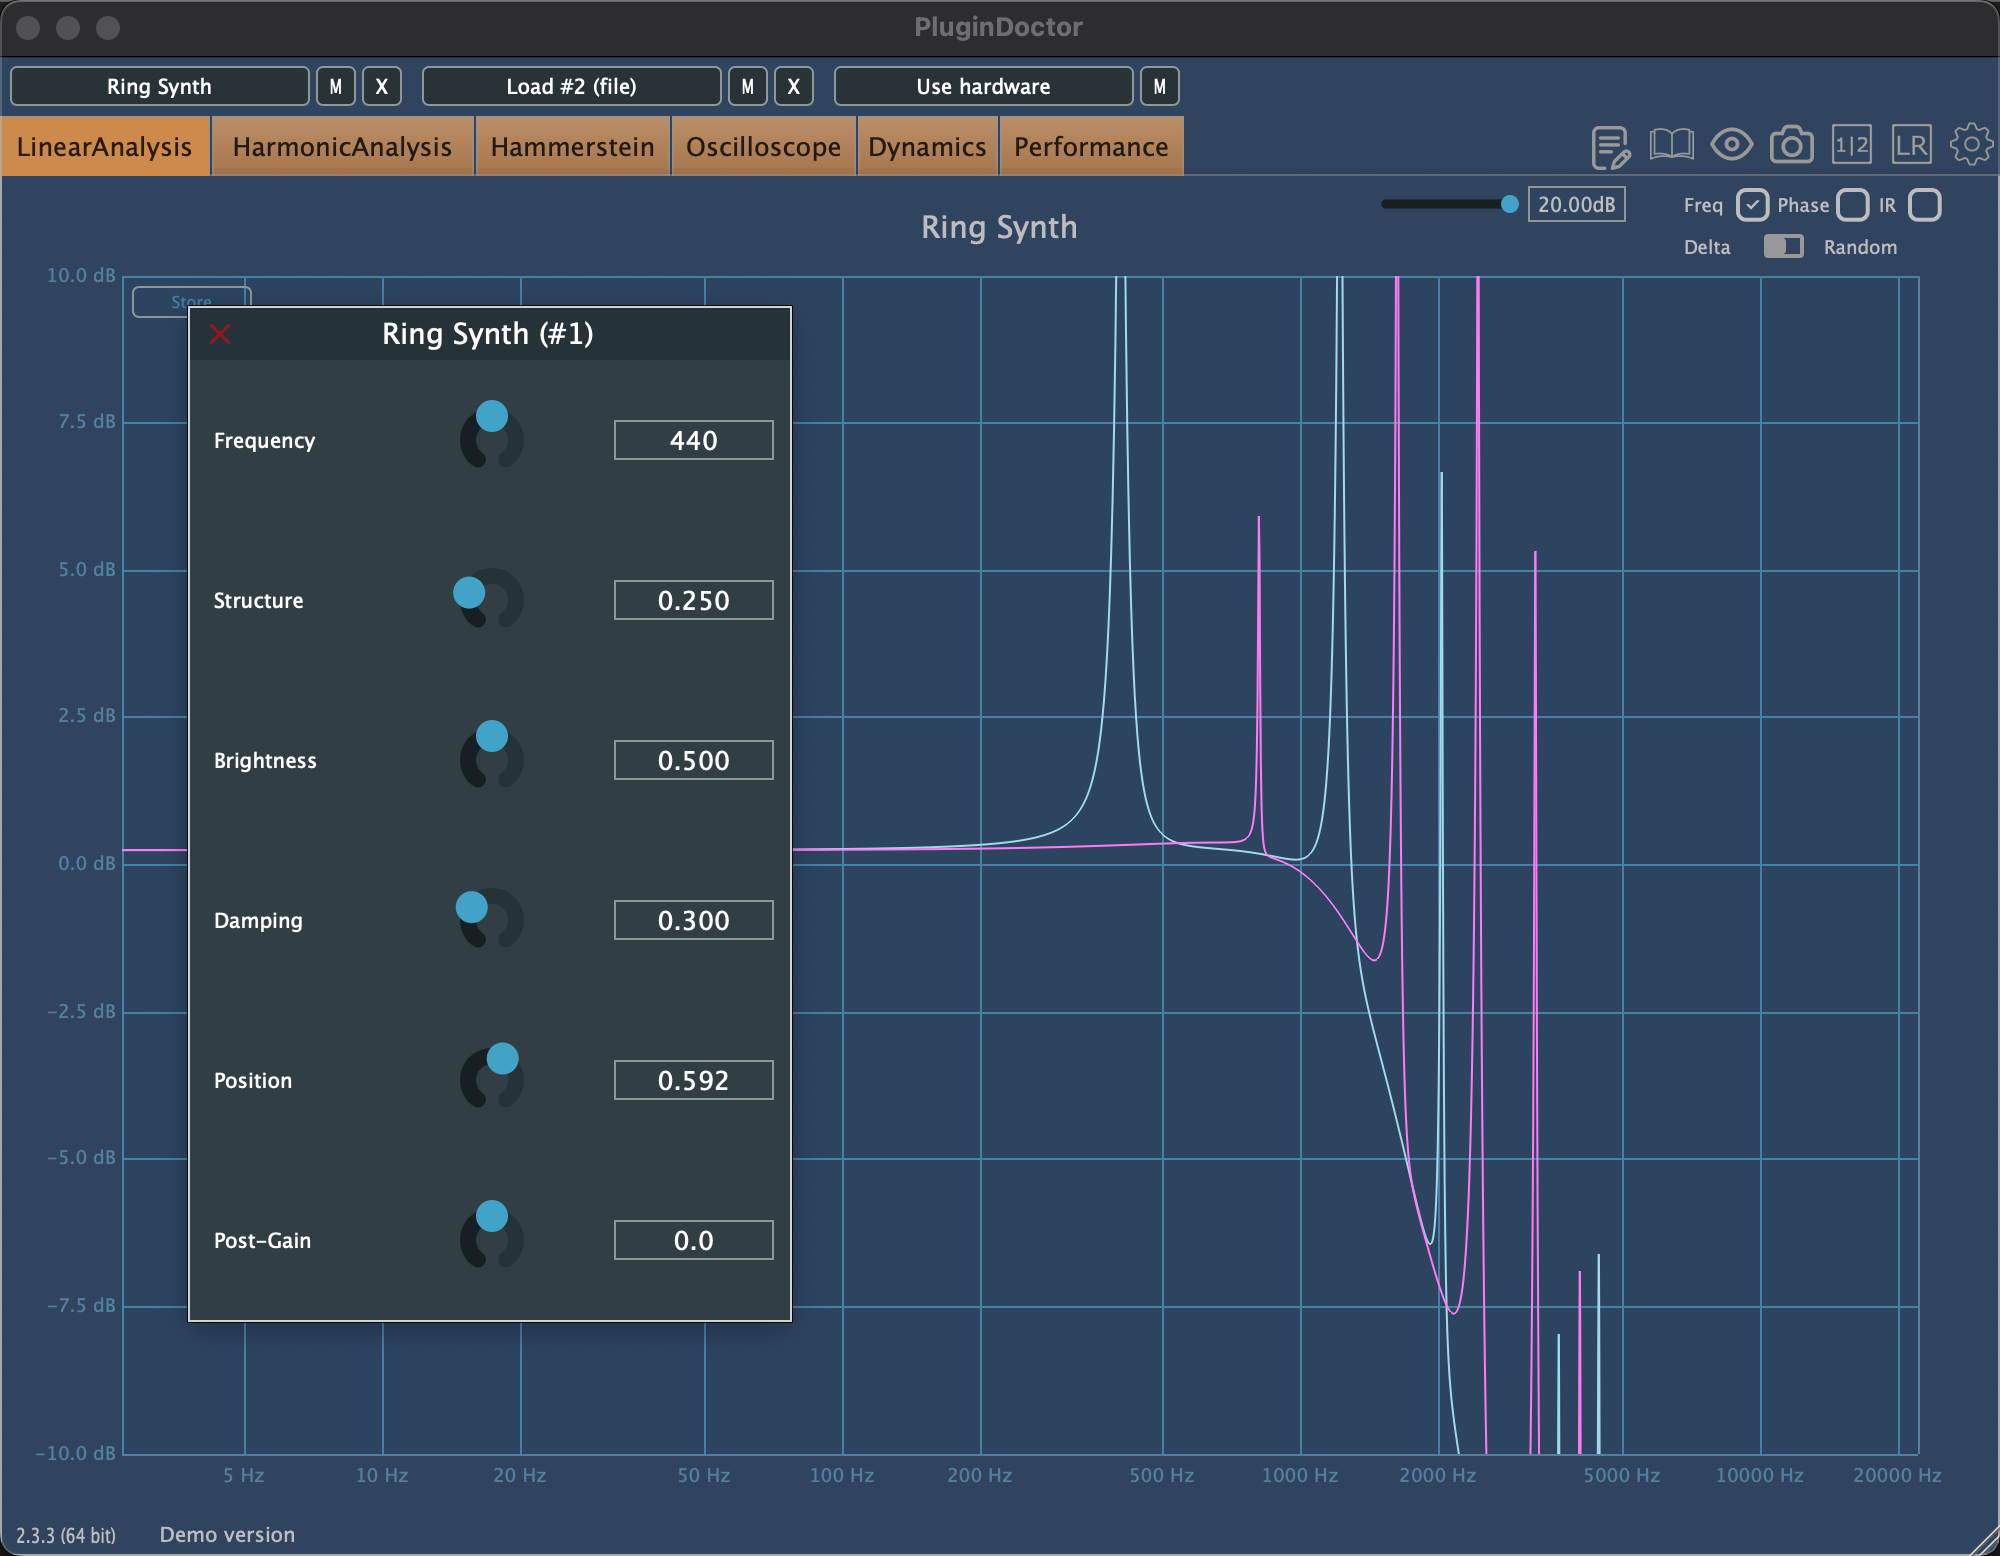 PluginDoctor
Ring Synth M X Load #2 (file) M X Use hardware M
LinearAnalysis HarmonicAnalysis Hammerstein Oscilloscope Dynamics Performance 1|2 LR
20.00dB Freq Phase IR
Ring Synth
Delta Random
10.0 dB
Store
Ring Synth (#1)
7.5 dB
Frequency 440
5.0 dB
Structure 0.250
2.5 dB
Brightness 0.500
0.0 dB
Damping 0.300
-2.5 dB
Position 0.592
-5.0 dB
Post-Gain 0.0
-7.5 dB
-10.0 dB
5 Hz 10 Hz 20 Hz 50 Hz 100 Hz 200 Hz 500 Hz 1000 Hz 2000 Hz 5000 Hz 10000 Hz 20000 Hz
2.3.3 (64 bit) Demo version